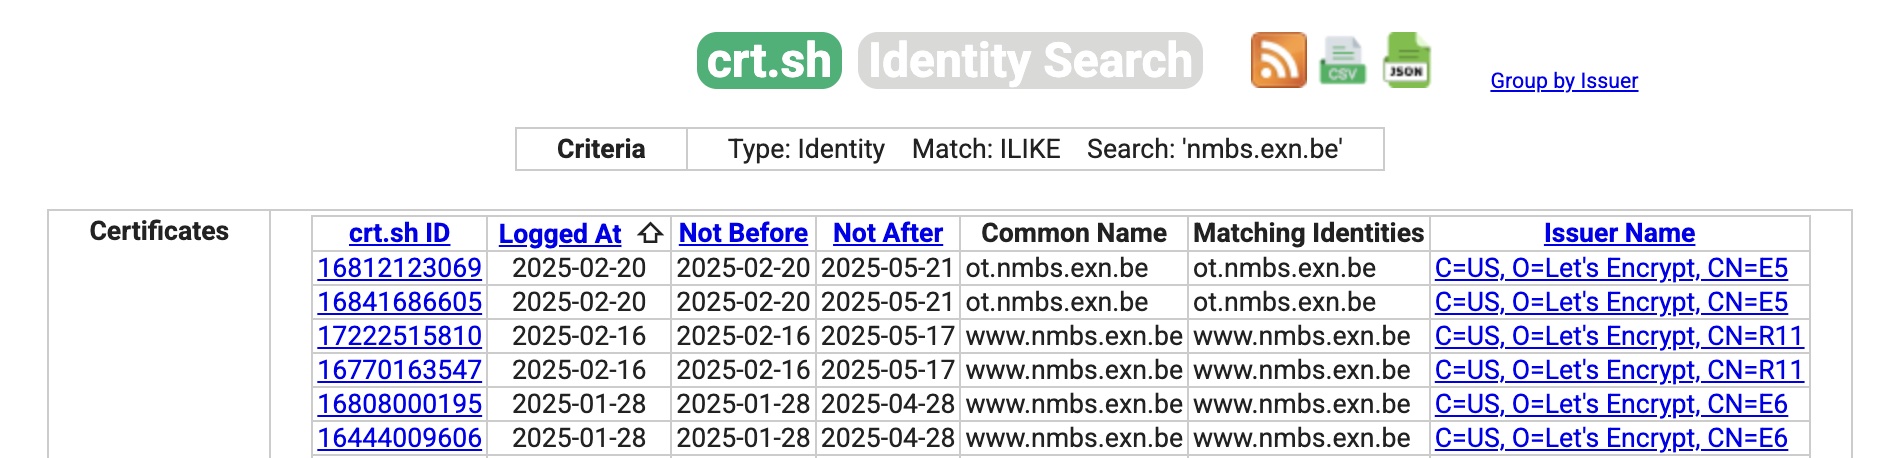 crt.sh Identity Search CSV JSON Group by Issuer
Criteria Type: Identity Match: ILIKE Search: 'nmbs.exn.be'
Certificates crt.sh ID Logged At ⇧ Not Before Not After Common Name Matching Identities Issuer Name
16812123069 2025-02-20 2025-02-20 2025-05-21 ot.nmbs.exn.be ot.nmbs.exn.be C=US, O=Let's Encrypt, CN=E5
16841686605 2025-02-20 2025-02-20 2025-05-21 ot.nmbs.exn.be ot.nmbs.exn.be C=US, O=Let's Encrypt, CN=E5
17222515810 2025-02-16 2025-02-16 2025-05-17 www.nmbs.exn.be www.nmbs.exn.be C=US, O=Let's Encrypt, CN=R11
16770163547 2025-02-16 2025-02-16 2025-05-17 www.nmbs.exn.be www.nmbs.exn.be C=US, O=Let's Encrypt, CN=R11
16808000195 2025-01-28 2025-01-28 2025-04-28 www.nmbs.exn.be www.nmbs.exn.be C=US, O=Let's Encrypt, CN=E6
16444009606 2025-01-28 2025-01-28 2025-04-28 www.nmbs.exn.be www.nmbs.exn.be C=US, O=Let's Encrypt, CN=E6